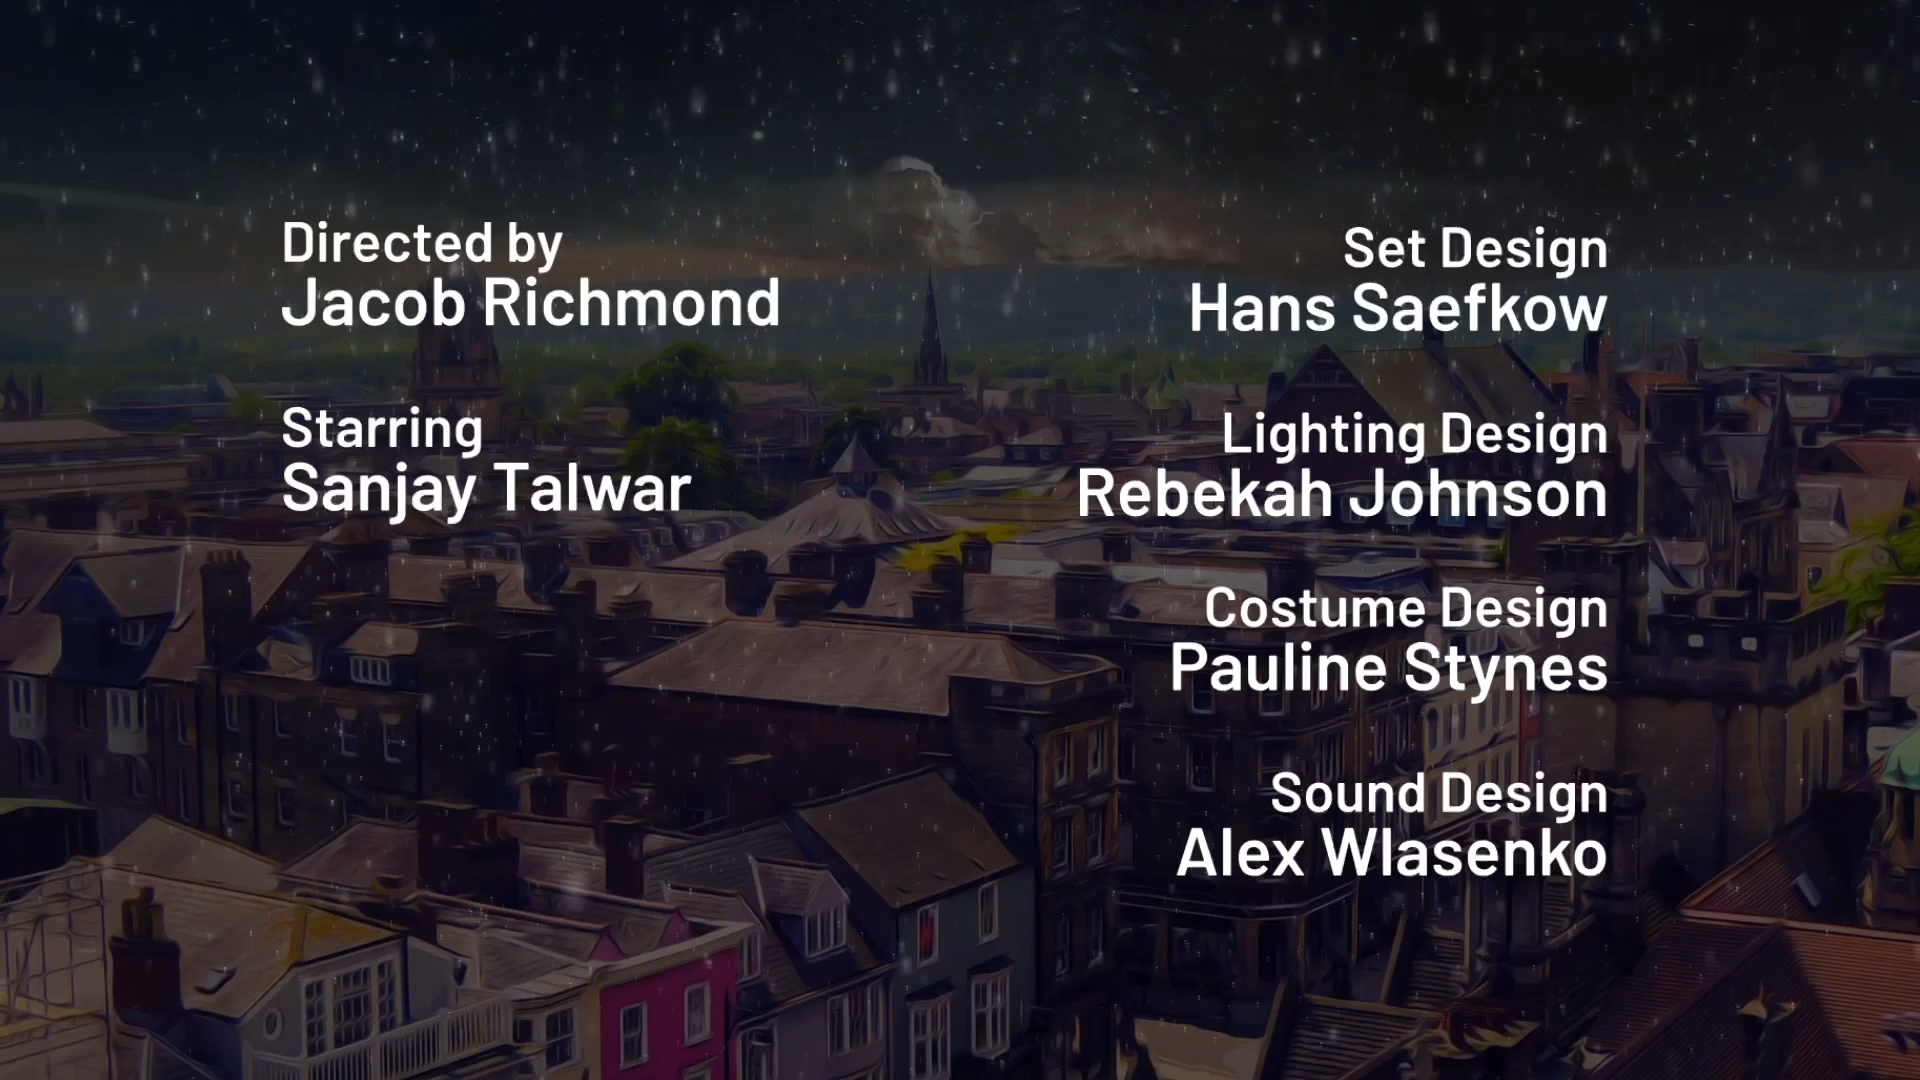 Directed by
Jacob Richmond
Starring
Sanjay Talwar
Set Design
Hans Saefkow
Lighting Design
Rebekah Johnson
Costume Design
Pauline Stynes
Sound Design
Alex Wlasenko